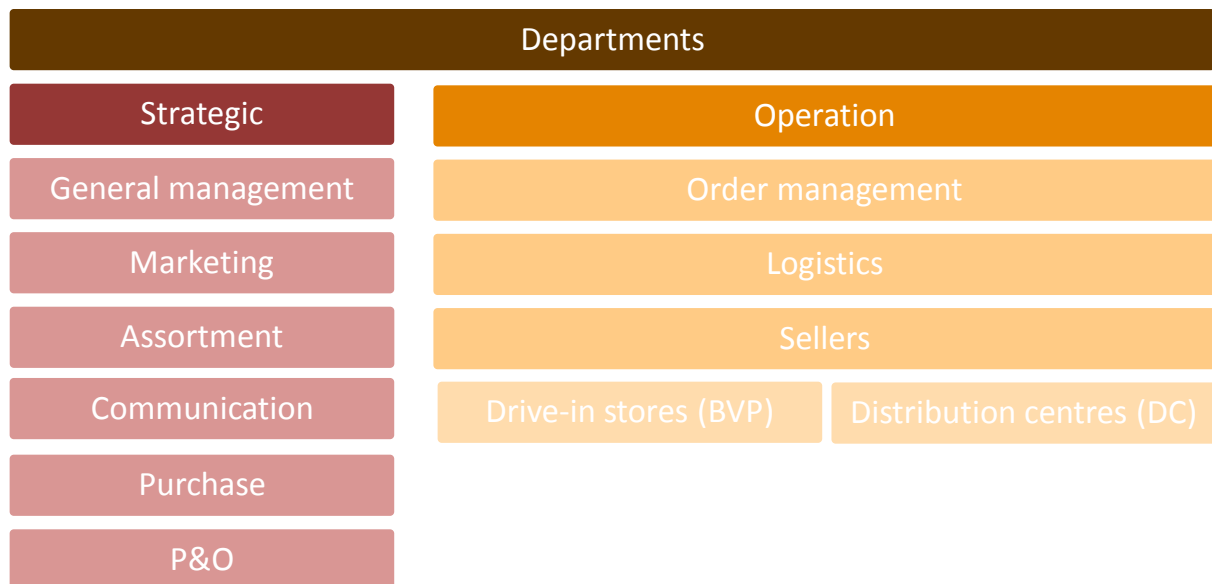 Departments
Strategic
General management
Marketing
Assortment
Communication
Purchase
P&O
Operation
Order management
Logistics
Sellers
Drive-in stores (BVP)
Distribution centres (DC)